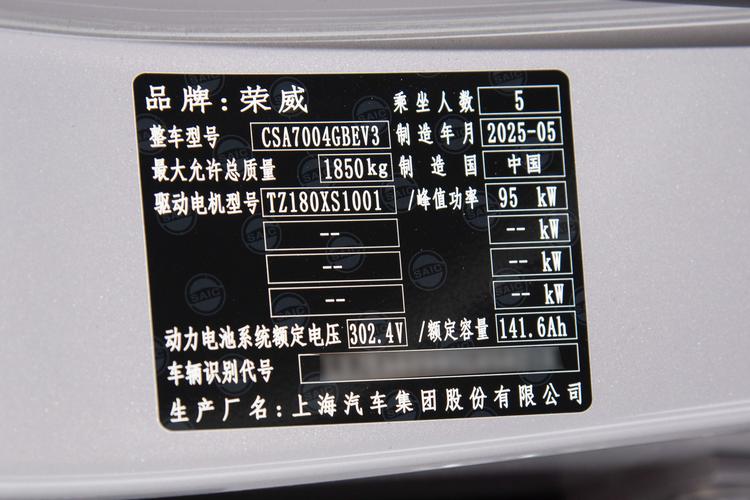 品牌：荣威 乘坐人数 5
整车型号 CSA7004GBEV3 制造年月 2025-05
最大允许总质量 1850kg 制造国 中国
驱动电机型号 TZ180XS1001 /峰值功率 95 kW
-- -- kW
-- -- kW
-- -- kW
动力电池系统额定电压 302.4V /额定容量 141.6Ah
车辆识别代号
生产厂名：上海汽车集团股份有限公司
SAIC
SAIC
SAIC